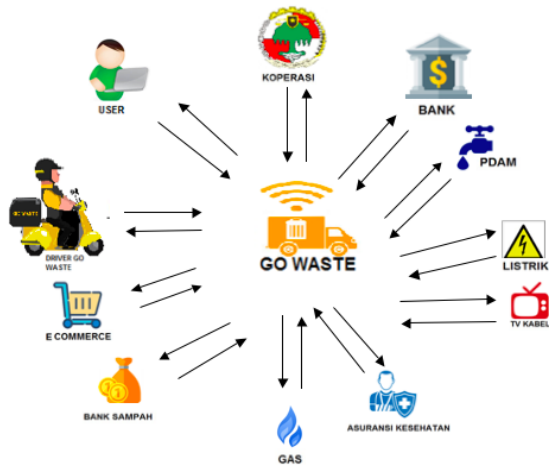 KOPERASI
USER
BANK
PDAM
DRIVER GO
WASTE
GO WASTE
LISTRIK
E COMMERCE
TV KABEL
BANK SAMPAH
ASURANSI KESEHATAN
GAS